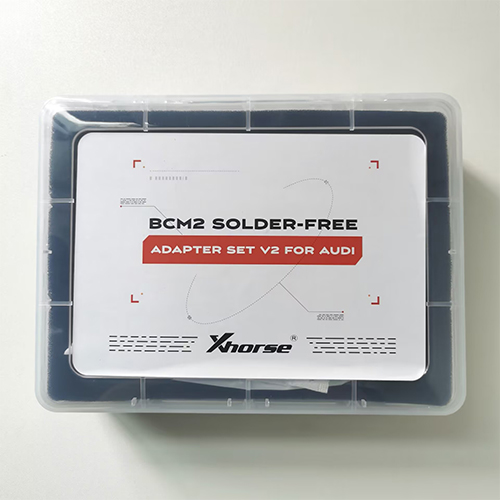 BCM2 SOLDER-FREE
ADAPTER SET V2 FOR AUDI
Xhorse®